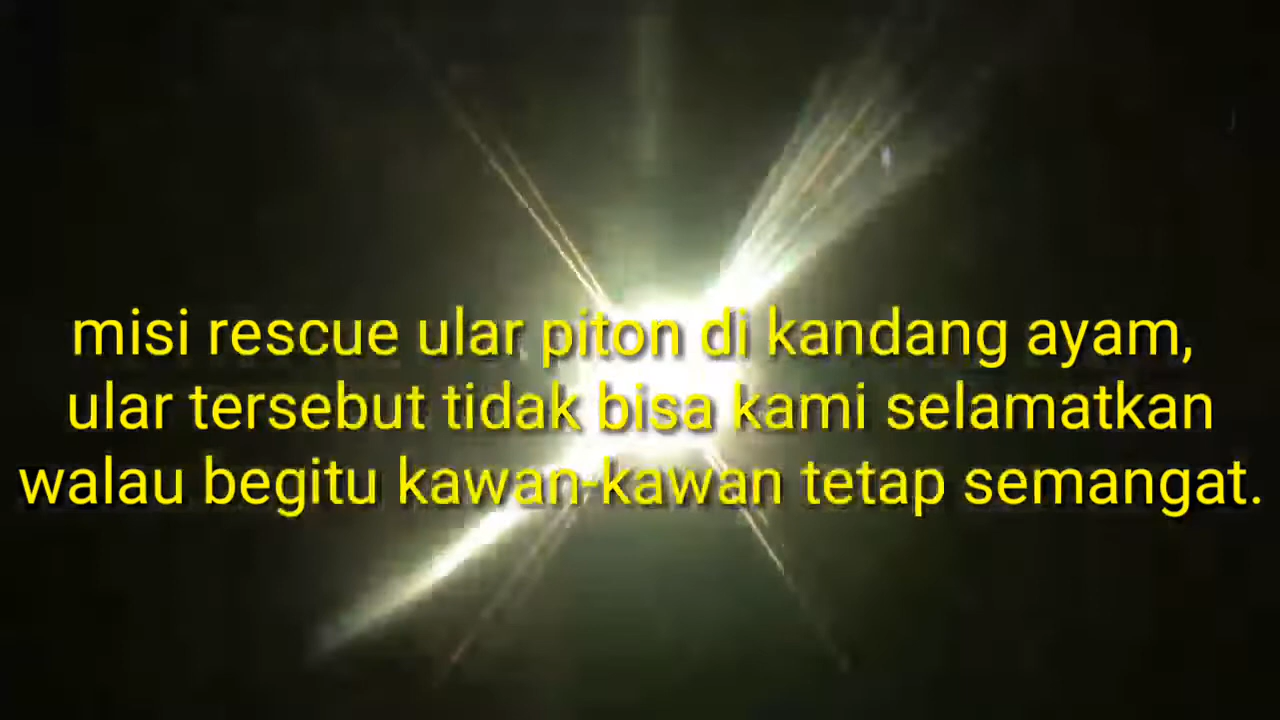 misi rescue ular piton di kandang ayam,
ular tersebut tidak bisa kami selamatkan
walau begitu kawan-kawan tetap semangat.